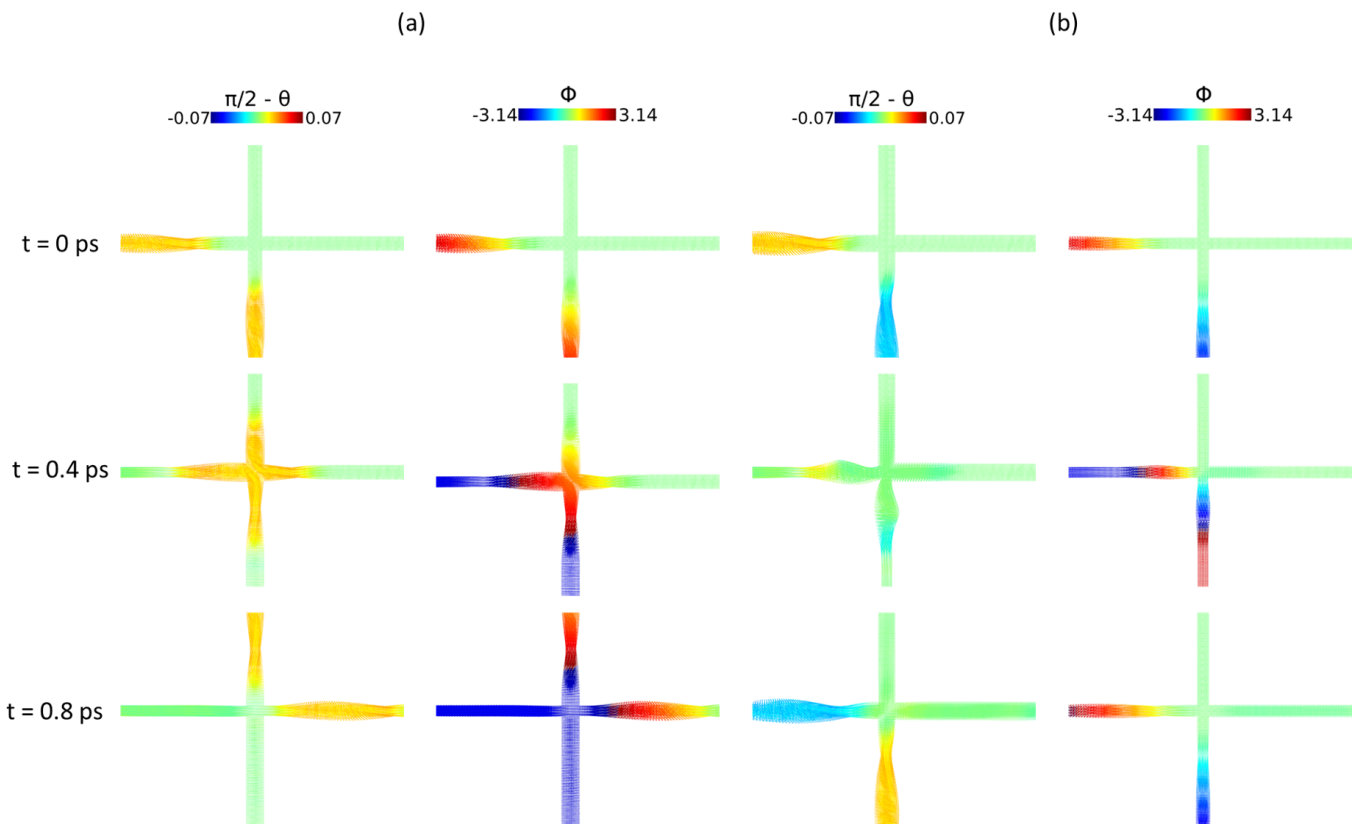 (a) (b)
π/2 - θ Φ π/2 - θ Φ
-0.07 0.07 -3.14 3.14 -0.07 0.07 -3.14 3.14
t = 0 ps
t = 0.4 ps
t = 0.8 ps